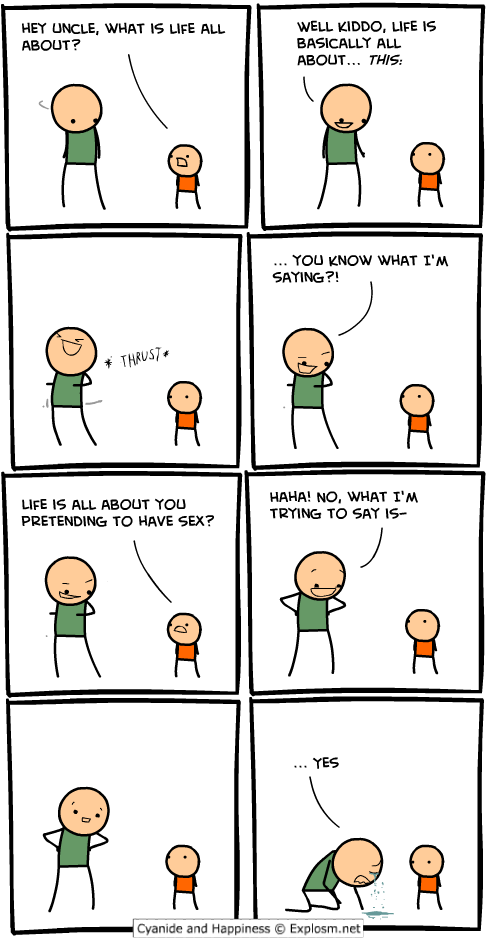 HEY UNCLE, WHAT IS LIFE ALL
ABOUT?
WELL KIDDO, LIFE IS
BASICALLY ALL
ABOUT... THIS:
* THRUST*
... YOU KNOW WHAT I'M
SAYING?!
LIFE IS ALL ABOUT YOU
PRETENDING TO HAVE SEX?
HAHA! NO, WHAT I'M
TRYING TO SAY IS-
... YES
Cyanide and Happiness © Explosm.net